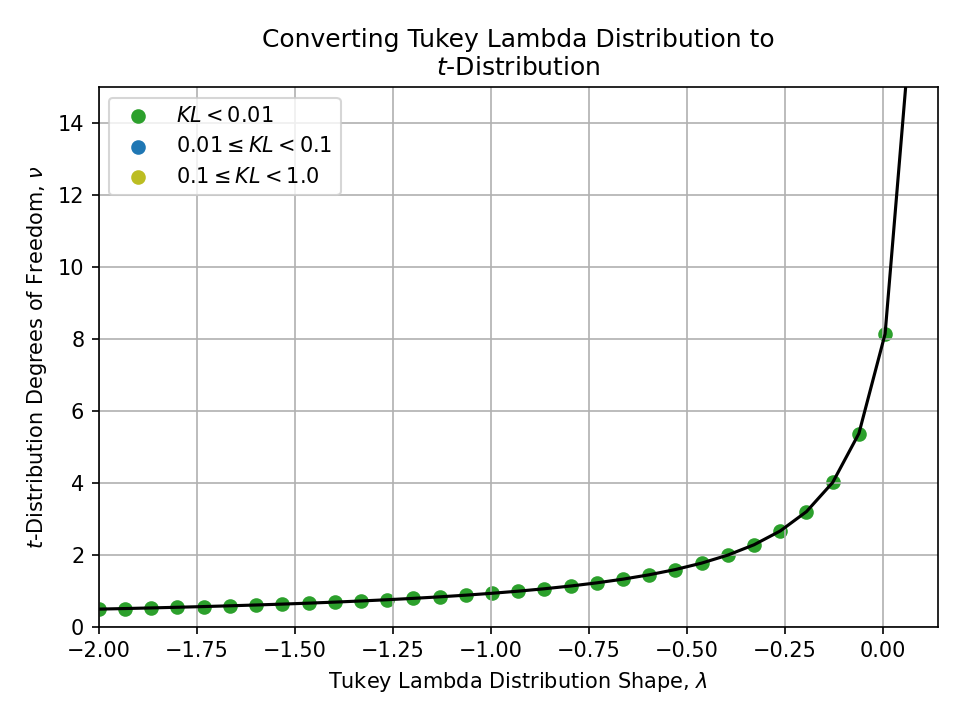 Converting Tukey Lambda Distribution to
t-Distribution
KL < 0.01
0.01 ≤ KL < 0.1
0.1 ≤ KL < 1.0
t-Distribution Degrees of Freedom, ν
14
12
10
8
6
4
2
0
−2.00 −1.75 −1.50 −1.25 −1.00 −0.75 −0.50 −0.25 0.00
Tukey Lambda Distribution Shape, λ